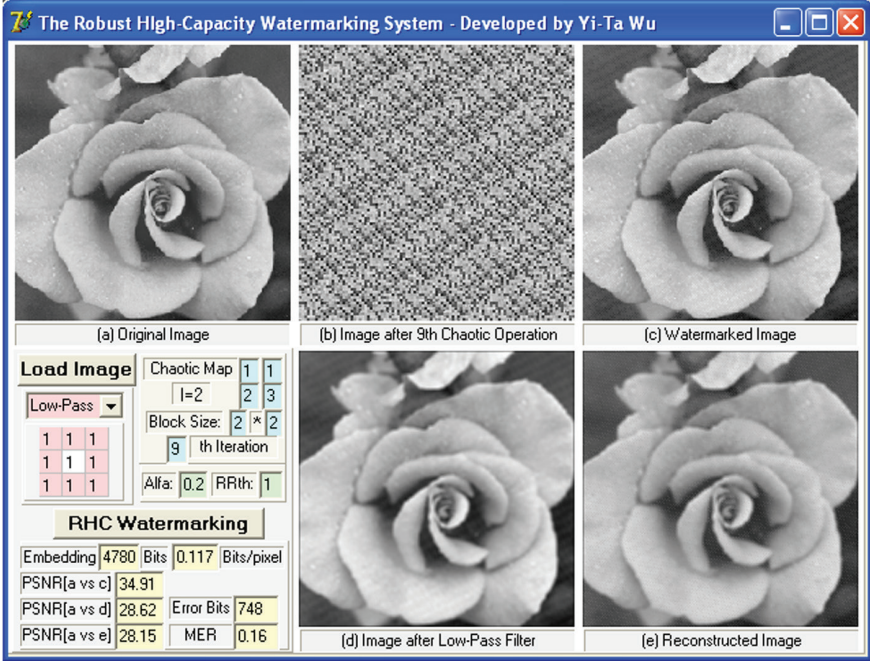 The Robust HIgh-Capacity Watermarking System - Developed by Yi-Ta Wu
(a) Original Image
(b) Image after 9th Chaotic Operation
(c) Watermarked Image
Load Image
Low-Pass
1 1 1
1 1 1
1 1 1
Chaotic Map 1 1
l=2 2 3
Block Size: 2 * 2
9 th Iteration
Alfa: 0.2 RRth: 1
RHC Watermarking
Embedding 4780 Bits 0.117 Bits/pixel
PSNR[a vs c] 34.91
PSNR[a vs d] 28.62 Error Bits 748
PSNR[a vs e] 28.15 MER 0.16
(d) Image after Low-Pass Filter
(e) Reconstructed Image